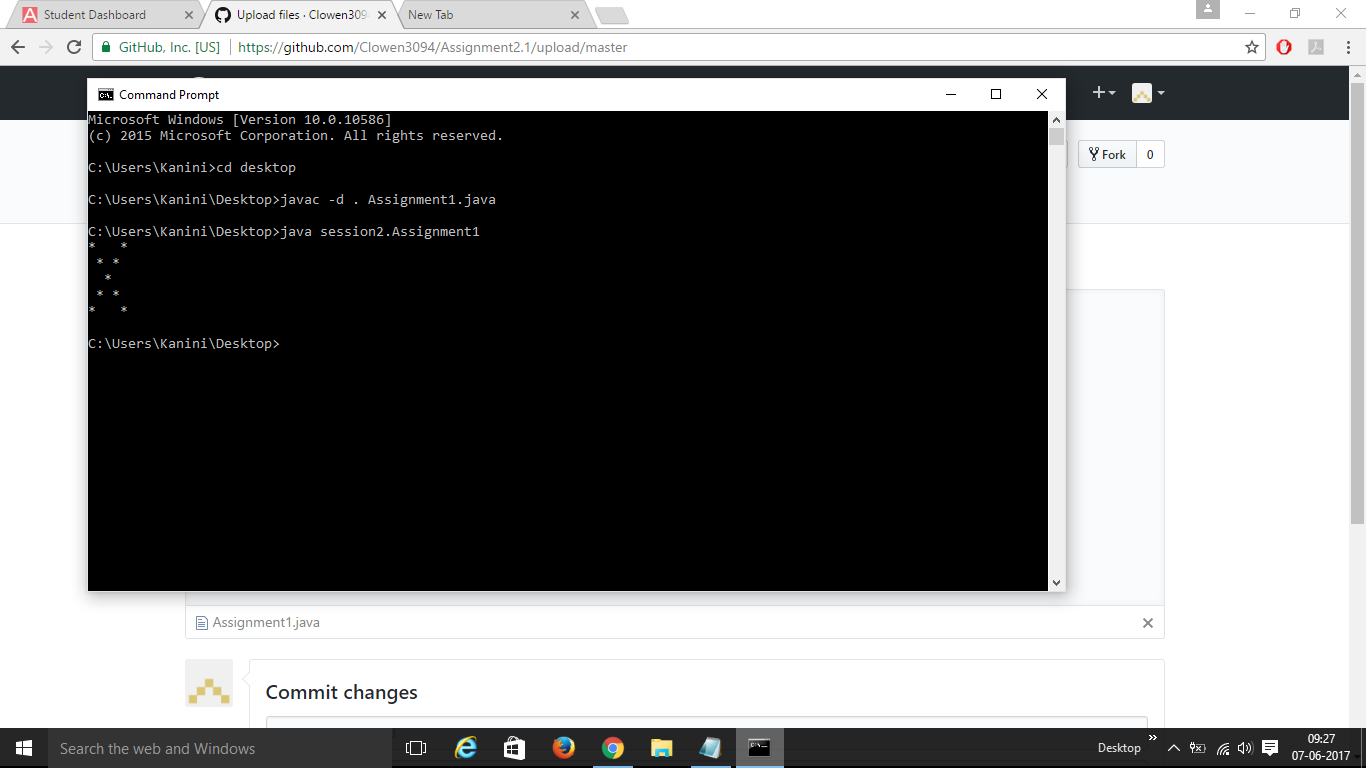 Student Dashboard
Upload files · Clowen309
New Tab
GitHub, Inc. [US]
https://github.com/Clowen3094/Assignment2.1/upload/master
Command Prompt
Microsoft Windows [Version 10.0.10586]
(c) 2015 Microsoft Corporation. All rights reserved.
C:\Users\Kanini>cd desktop
C:\Users\Kanini\Desktop>javac -d . Assignment1.java
C:\Users\Kanini\Desktop>java session2.Assignment1
*   *
 * *
  *
 * *
*   *
C:\Users\Kanini\Desktop>
Fork 0
Assignment1.java
Commit changes
Search the web and Windows
Desktop
09:27
07-06-2017